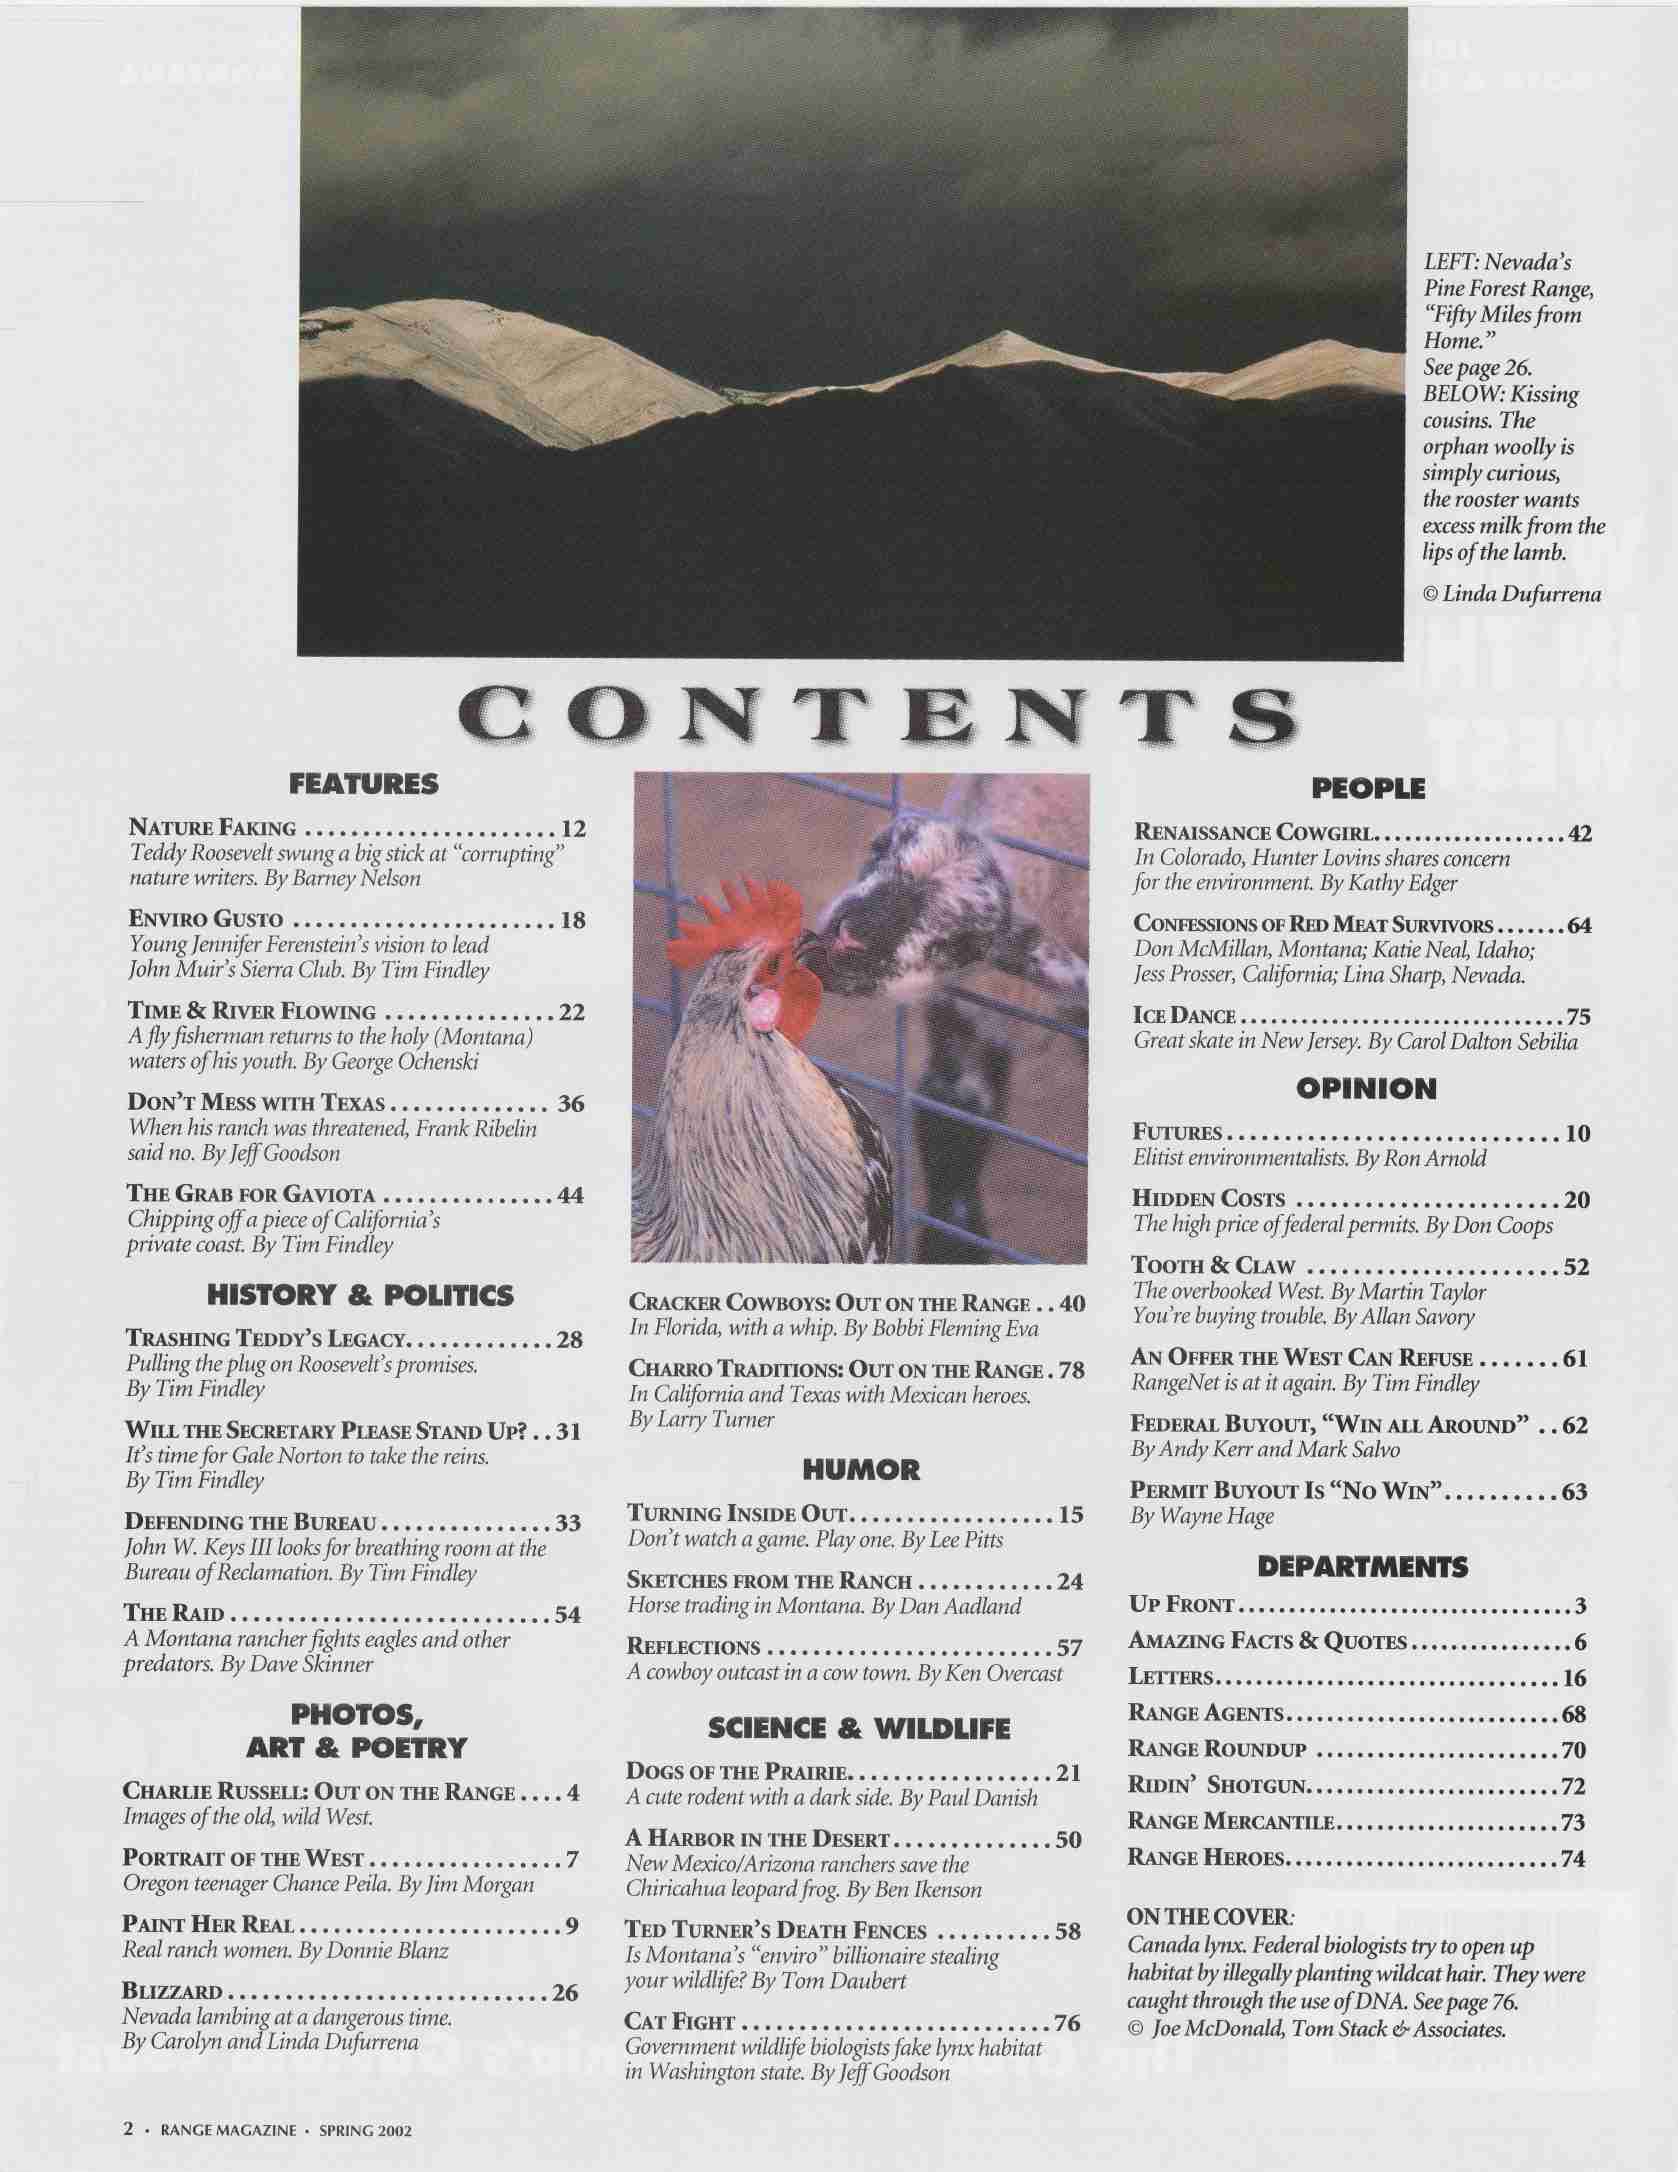 LEFT: Nevada's
Pine Forest Range,
"Fifty Miles from
Home."
See page 26.
BELOW: Kissing
cousins. The
orphan woolly is
simply curious,
the rooster wants
excess milk from the
lips of the lamb.
© Linda Dufurrena
CONTENTS
FEATURES
NATURE FAKING ...................... 12
Teddy Roosevelt swung a big stick at "corrupting"
nature writers. By Barney Nelson
ENVIRO GUSTO ....................... 18
Young Jennifer Ferenstein's vision to lead
John Muir's Sierra Club. By Tim Findley
TIME & RIVER FLOWING ............... 22
A fly fisherman returns to the holy (Montana)
waters of his youth. By George Ochenski
DON'T MESS WITH TEXAS .............. 36
When his ranch was threatened, Frank Ribelin
said no. By Jeff Goodson
THE GRAB FOR GAVIOTA ............... 44
Chipping off a piece of California's
private coast. By Tim Findley
HISTORY & POLITICS
TRASHING TEDDY'S LEGACY............. 28
Pulling the plug on Roosevelt's promises.
By Tim Findley
WILL THE SECRETARY PLEASE STAND UP? .. 31
It's time for Gale Norton to take the reins.
By Tim Findley
DEFENDING THE BUREAU............... 33
John W. Keys III looks for breathing room at the
Bureau of Reclamation. By Tim Findley
THE RAID ............................ 54
A Montana rancher fights eagles and other
predators. By Dave Skinner
PHOTOS,
ART & POETRY
CHARLIE RUSSELL: OUT ON THE RANGE .... 4
Images of the old, wild West.
PORTRAIT OF THE WEST ................. 7
Oregon teenager Chance Peila. By Jim Morgan
PAINT HER REAL ....................... 9
Real ranch women. By Donnie Blanz
BLIZZARD ............................ 26
Nevada lambing at a dangerous time.
By Carolyn and Linda Dufurrena
CRACKER COWBOYS: OUT ON THE RANGE .. 40
In Florida, with a whip. By Bobbi Fleming Eva
CHARRO TRADITIONS: OUT ON THE RANGE . 78
In California and Texas with Mexican heroes.
By Larry Turner
HUMOR
TURNING INSIDE OUT.................. 15
Don't watch a game. Play one. By Lee Pitts
SKETCHES FROM THE RANCH ............ 24
Horse trading in Montana. By Dan Aadland
REFLECTIONS ......................... 57
A cowboy outcast in a cow town. By Ken Overcast
SCIENCE & WILDLIFE
DOGS OF THE PRAIRIE.................. 21
A cute rodent with a dark side. By Paul Danish
A HARBOR IN THE DESERT.............. 50
New Mexico/Arizona ranchers save the
Chiricahua leopard frog. By Ben Ikenson
TED TURNER'S DEATH FENCES .......... 58
Is Montana's "enviro" billionaire stealing
your wildlife? By Tom Daubert
CAT FIGHT ........................... 76
Government wildlife biologists fake lynx habitat
in Washington state. By Jeff Goodson
PEOPLE
RENAISSANCE COWGIRL................... 42
In Colorado, Hunter Lovins shares concern
for the environment. By Kathy Edger
CONFESSIONS OF RED MEAT SURVIVORS ....... 64
Don McMillan, Montana; Katie Neal, Idaho;
Jess Prosser, California; Lina Sharp, Nevada.
ICE DANCE ................................ 75
Great skate in New Jersey. By Carol Dalton Sebilia
OPINION
FUTURES ............................. 10
Elitist environmentalists. By Ron Arnold
HIDDEN COSTS ....................... 20
The high price of federal permits. By Don Coops
TOOTH & CLAW ...................... 52
The overbooked West. By Martin Taylor
You're buying trouble. By Allan Savory
AN OFFER THE WEST CAN REFUSE ....... 61
RangeNet is at it again. By Tim Findley
FEDERAL BUYOUT, "WIN ALL AROUND" .. 62
By Andy Kerr and Mark Salvo
PERMIT BUYOUT IS "NO WIN".......... 63
By Wayne Hage
DEPARTMENTS
UP FRONT ................................. 3
AMAZING FACTS & QUOTES ................ 6
LETTERS.................................. 16
RANGE AGENTS........................... 68
RANGE ROUNDUP ........................ 70
RIDIN' SHOTGUN......................... 72
RANGE MERCANTILE...................... 73
RANGE HEROES........................... 74
ON THE COVER:
Canada lynx. Federal biologists try to open up
habitat by illegally planting wildcat hair. They were
caught through the use of DNA. See page 76.
© Joe McDonald, Tom Stack & Associates.
2 • RANGE MAGAZINE • SPRING 2002